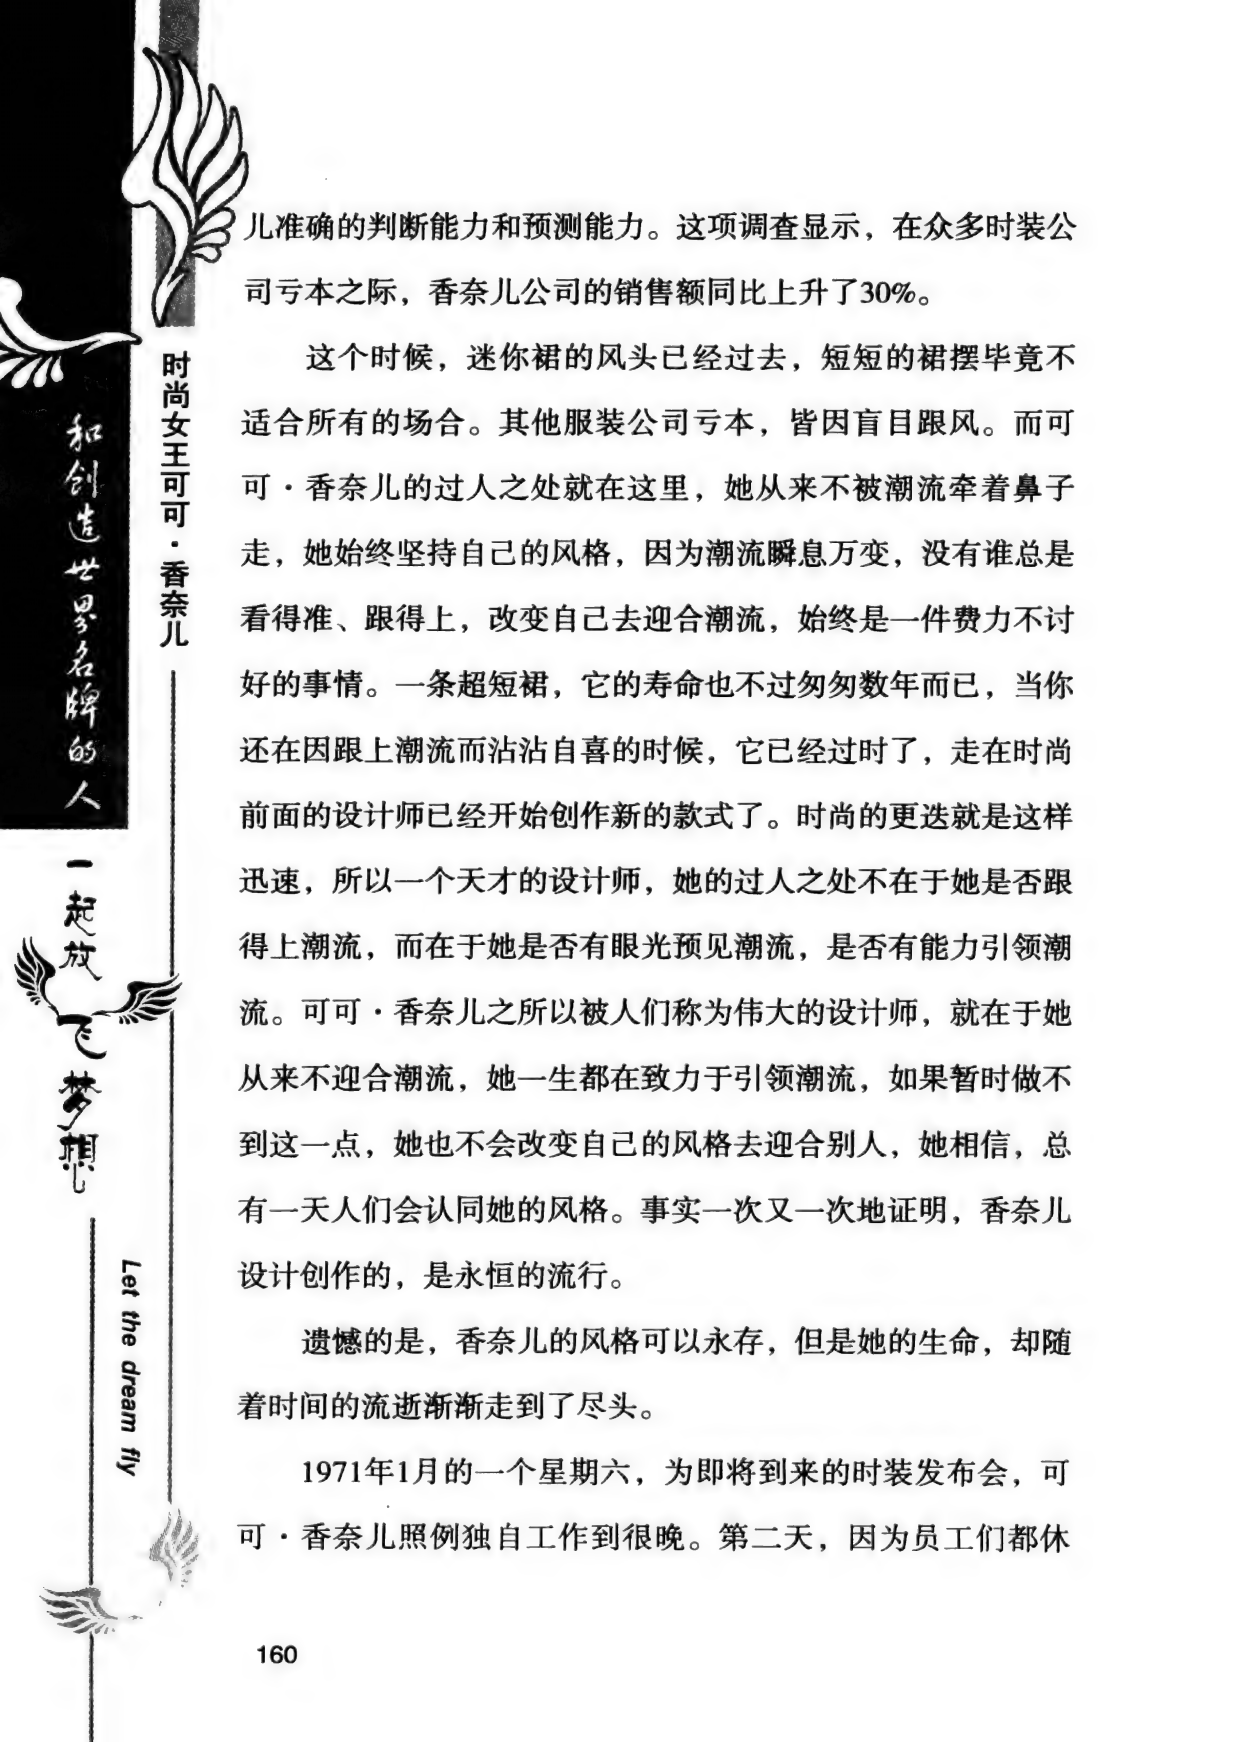 和创造世界名牌的人
一起放飞梦想
时尚女王可可·香奈儿
Let the dream fly
儿准确的判断能力和预测能力。这项调查显示，在众多时装公
司亏本之际，香奈儿公司的销售额同比上升了30%。
这个时候，迷你裙的风头已经过去，短短的裙摆毕竟不
适合所有的场合。其他服装公司亏本，皆因盲目跟风。而可
可·香奈儿的过人之处就在这里，她从来不被潮流牵着鼻子
走，她始终坚持自己的风格，因为潮流瞬息万变，没有谁总是
看得准、跟得上，改变自己去迎合潮流，始终是一件费力不讨
好的事情。一条超短裙，它的寿命也不过匆匆数年而已，当你
还在因跟上潮流而沾沾自喜的时候，它已经过时了，走在时尚
前面的设计师已经开始创作新的款式了。时尚的更迭就是这样
迅速，所以一个天才的设计师，她的过人之处不在于她是否跟
得上潮流，而在于她是否有眼光预见潮流，是否有能力引领潮
流。可可·香奈儿之所以被人们称为伟大的设计师，就在于她
从来不迎合潮流，她一生都在致力于引领潮流，如果暂时做不
到这一点，她也不会改变自己的风格去迎合别人，她相信，总
有一天人们会认同她的风格。事实一次又一次地证明，香奈儿
设计创作的，是永恒的流行。
遗憾的是，香奈儿的风格可以永存，但是她的生命，却随
着时间的流逝渐渐走到了尽头。
1971年1月的一个星期六，为即将到来的时装发布会，可
可·香奈儿照例独自工作到很晚。第二天，因为员工们都休
160